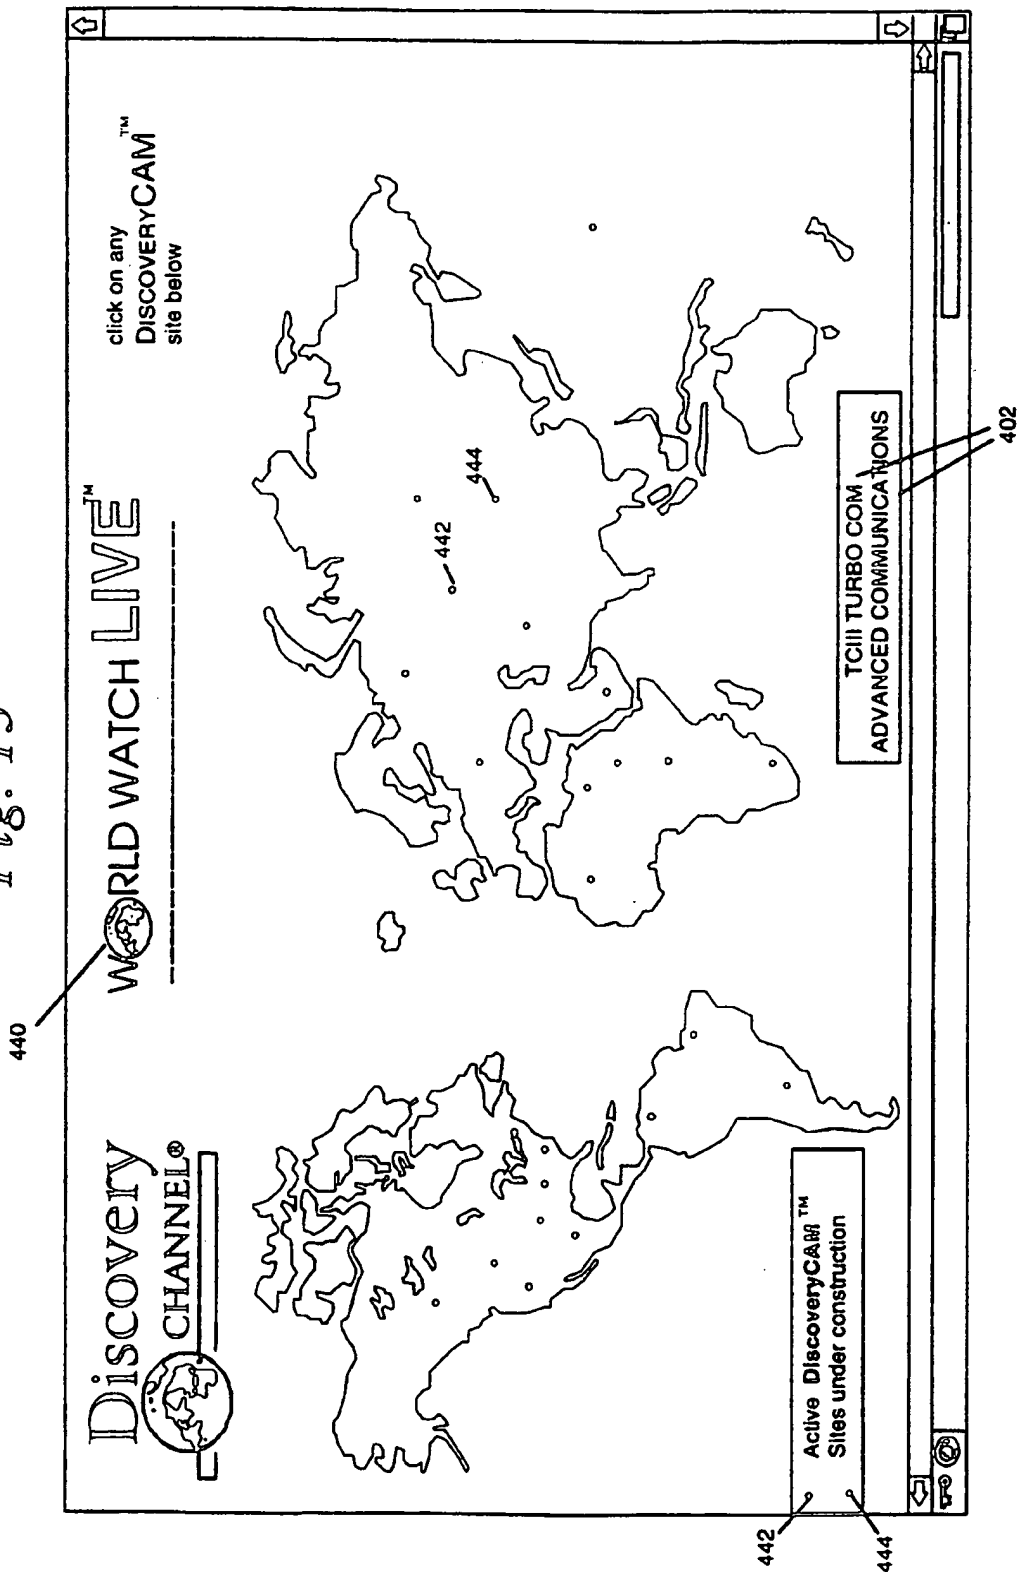 440
Discovery
CHANNEL®
WORLD WATCH LIVE™
click on any
DISCOVERYCAM™
site below
442
444
442
444
Active DiscoveryCAM™
Sites under construction
TCIII TURBO COM
ADVANCED COMMUNICATIONS
402